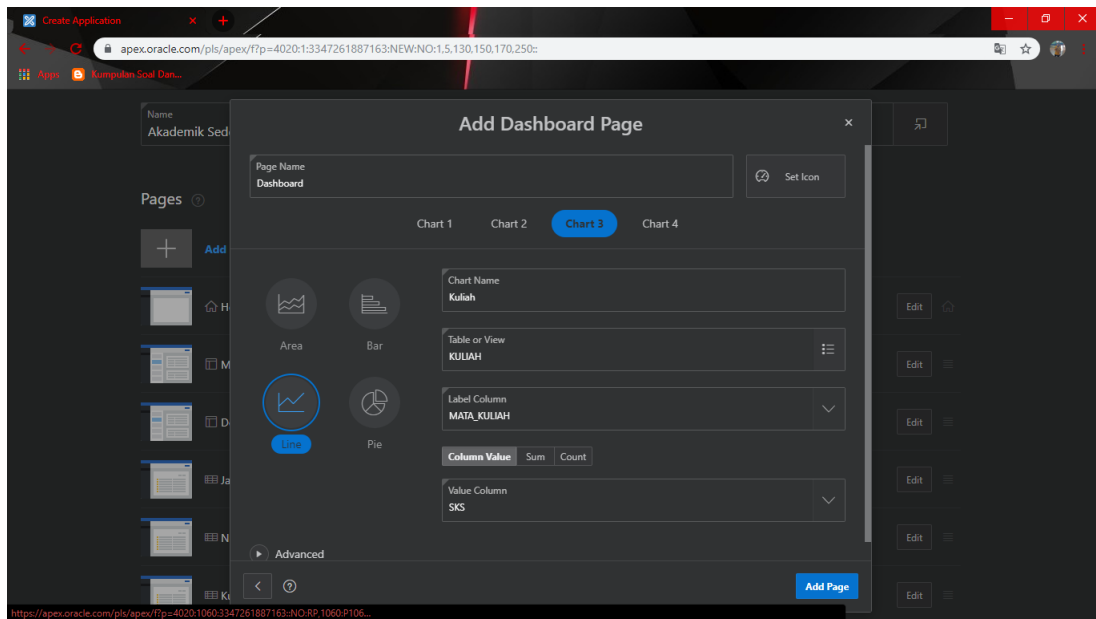 Create Application
apex.oracle.com/pls/apex/f?p=4020:1:3347261887163:NEW:NO:1,5,130,150,170,250::
Apps
Kumpulan Soal Dan...
Name
Akademik Sed
Add Dashboard Page
Page Name
Dashboard
Set Icon
Pages
Chart 1
Chart 2
Chart 3
Chart 4
Add
Chart Name
Kuliah
H
Edit
Area
Bar
Table or View
KULIAH
M
Edit
Label Column
MATA_KULIAH
D
Edit
Line
Pie
Column Value
Sum
Count
Ja
Edit
Value Column
SKS
N
Edit
Advanced
Add Page
Ku
Edit
https://apex.oracle.com/pls/apex/f?p=4020:1060:3347261887163::NO:RP,1060:P106...